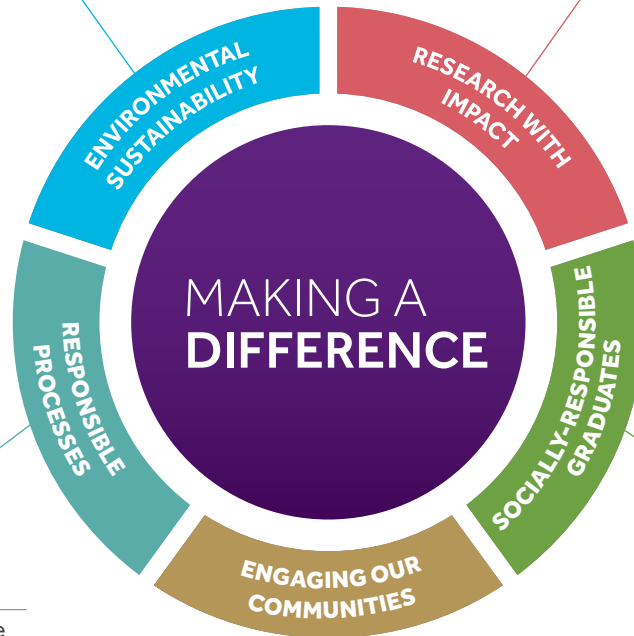 ENVIRONMENTAL
SUSTAINABILITY
RESEARCH WITH
IMPACT
MAKING A
DIFFERENCE
RESPONSIBLE
PROCESSES
SOCIALLY-RESPONSIBLE
GRADUATES
ENGAGING OUR
COMMUNITIES